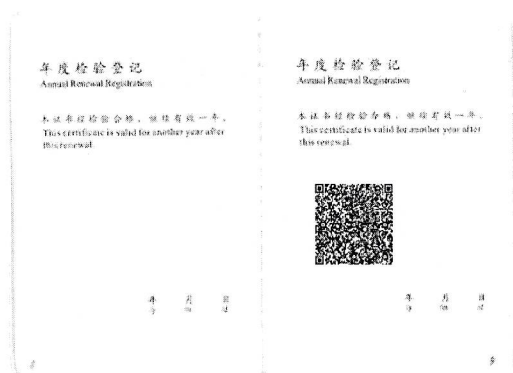 年度检验登记
Annual Renewal Registration
本证书经检验合格，继续有效一年。
This certificate is valid for another year after
this renewal.
年 月 日
年度检验登记
Annual Renewal Registration
本证书经检验合格，继续有效一年。
This certificate is valid for another year after
this renewal.
年 月 日
9